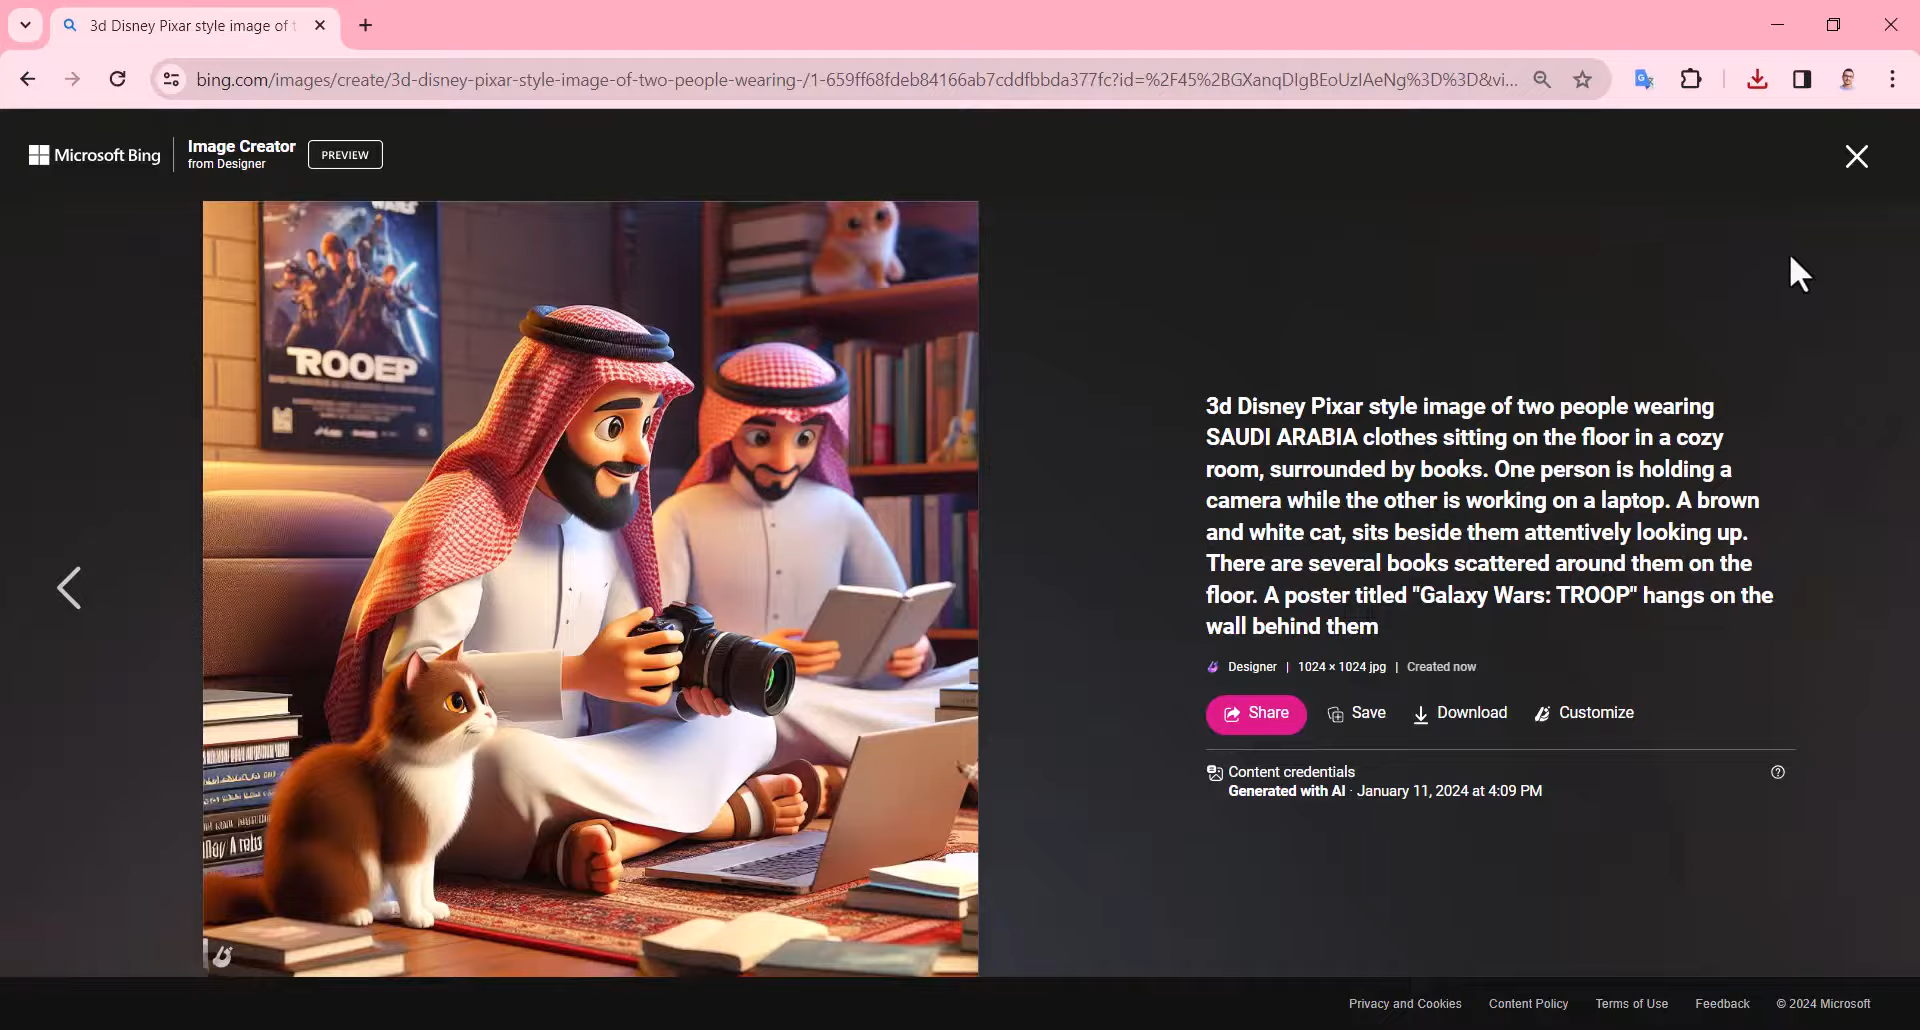 3d Disney Pixar style image of t
bing.com/images/create/3d-disney-pixar-style-image-of-two-people-wearing-/1-659ff68fdeb84166ab7cddfbbda377fc?id=%2F45%2BGXanqDIgBEoUzIAeNg%3D%3D&vi...
Microsoft Bing
Image Creator
from Designer
PREVIEW
WARS
ROOEP
3d Disney Pixar style image of two people wearing
SAUDI ARABIA clothes sitting on the floor in a cozy
room, surrounded by books. One person is holding a
camera while the other is working on a laptop. A brown
and white cat, sits beside them attentively looking up.
There are several books scattered around them on the
floor. A poster titled "Galaxy Wars: TROOP" hangs on the
wall behind them
Designer | 1024 × 1024 jpg | Created now
Share Save Download Customize
Content credentials
Generated with AI · January 11, 2024 at 4:09 PM
Privacy and Cookies Content Policy Terms of Use Feedback © 2024 Microsoft